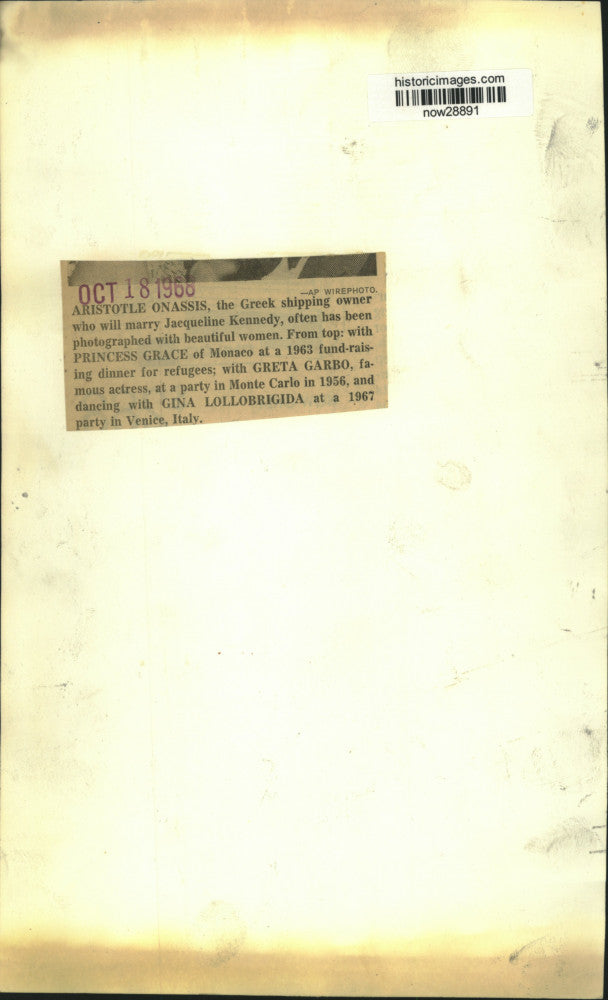 historicimages.com
now28891
OCT 18 1968
—AP WIREPHOTO.
ARISTOTLE ONASSIS, the Greek shipping owner
who will marry Jacqueline Kennedy, often has been
photographed with beautiful women. From top: with
PRINCESS GRACE of Monaco at a 1963 fund-rais-
ing dinner for refugees; with GRETA GARBO, fa-
mous actress, at a party in Monte Carlo in 1956, and
dancing with GINA LOLLOBRIGIDA at a 1967
party in Venice, Italy.